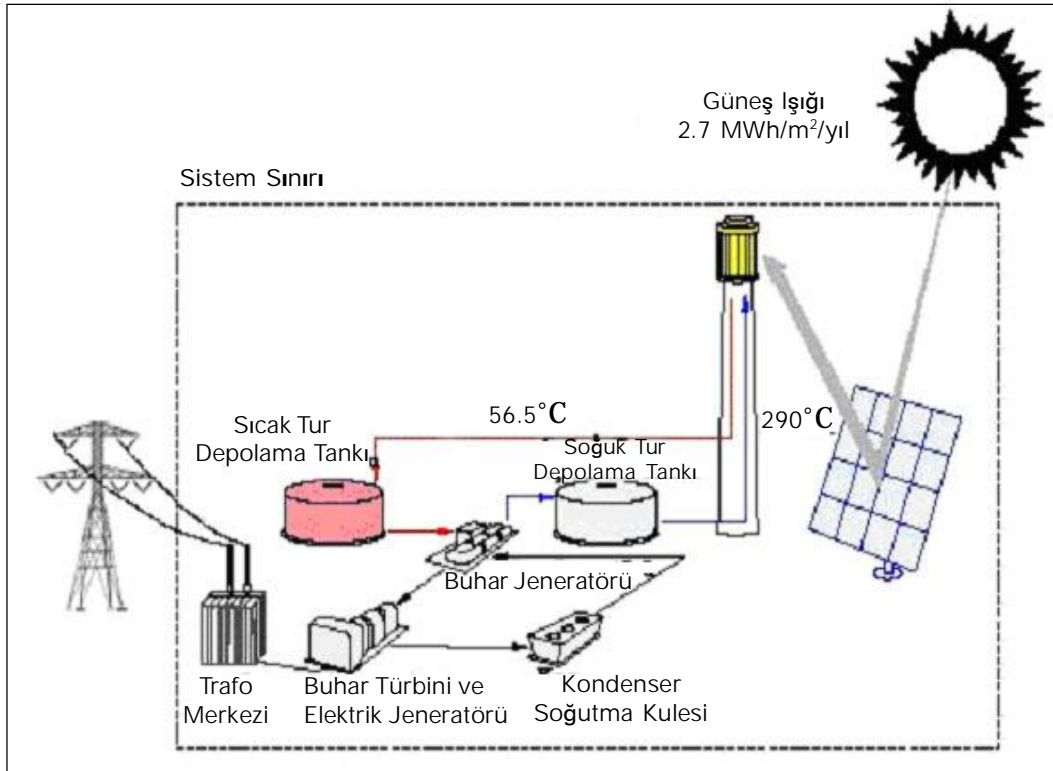 Güneş Işığı
2.7 MWh/m²/yıl
Sistem Sınırı
56.5°C
290°C
Sıcak Tur
Depolama Tankı
Soğuk Tur
Depolama Tankı
Buhar Jeneratörü
Trafo
Merkezi
Buhar Türbini ve
Elektrik Jeneratörü
Kondenser
Soğutma Kulesi